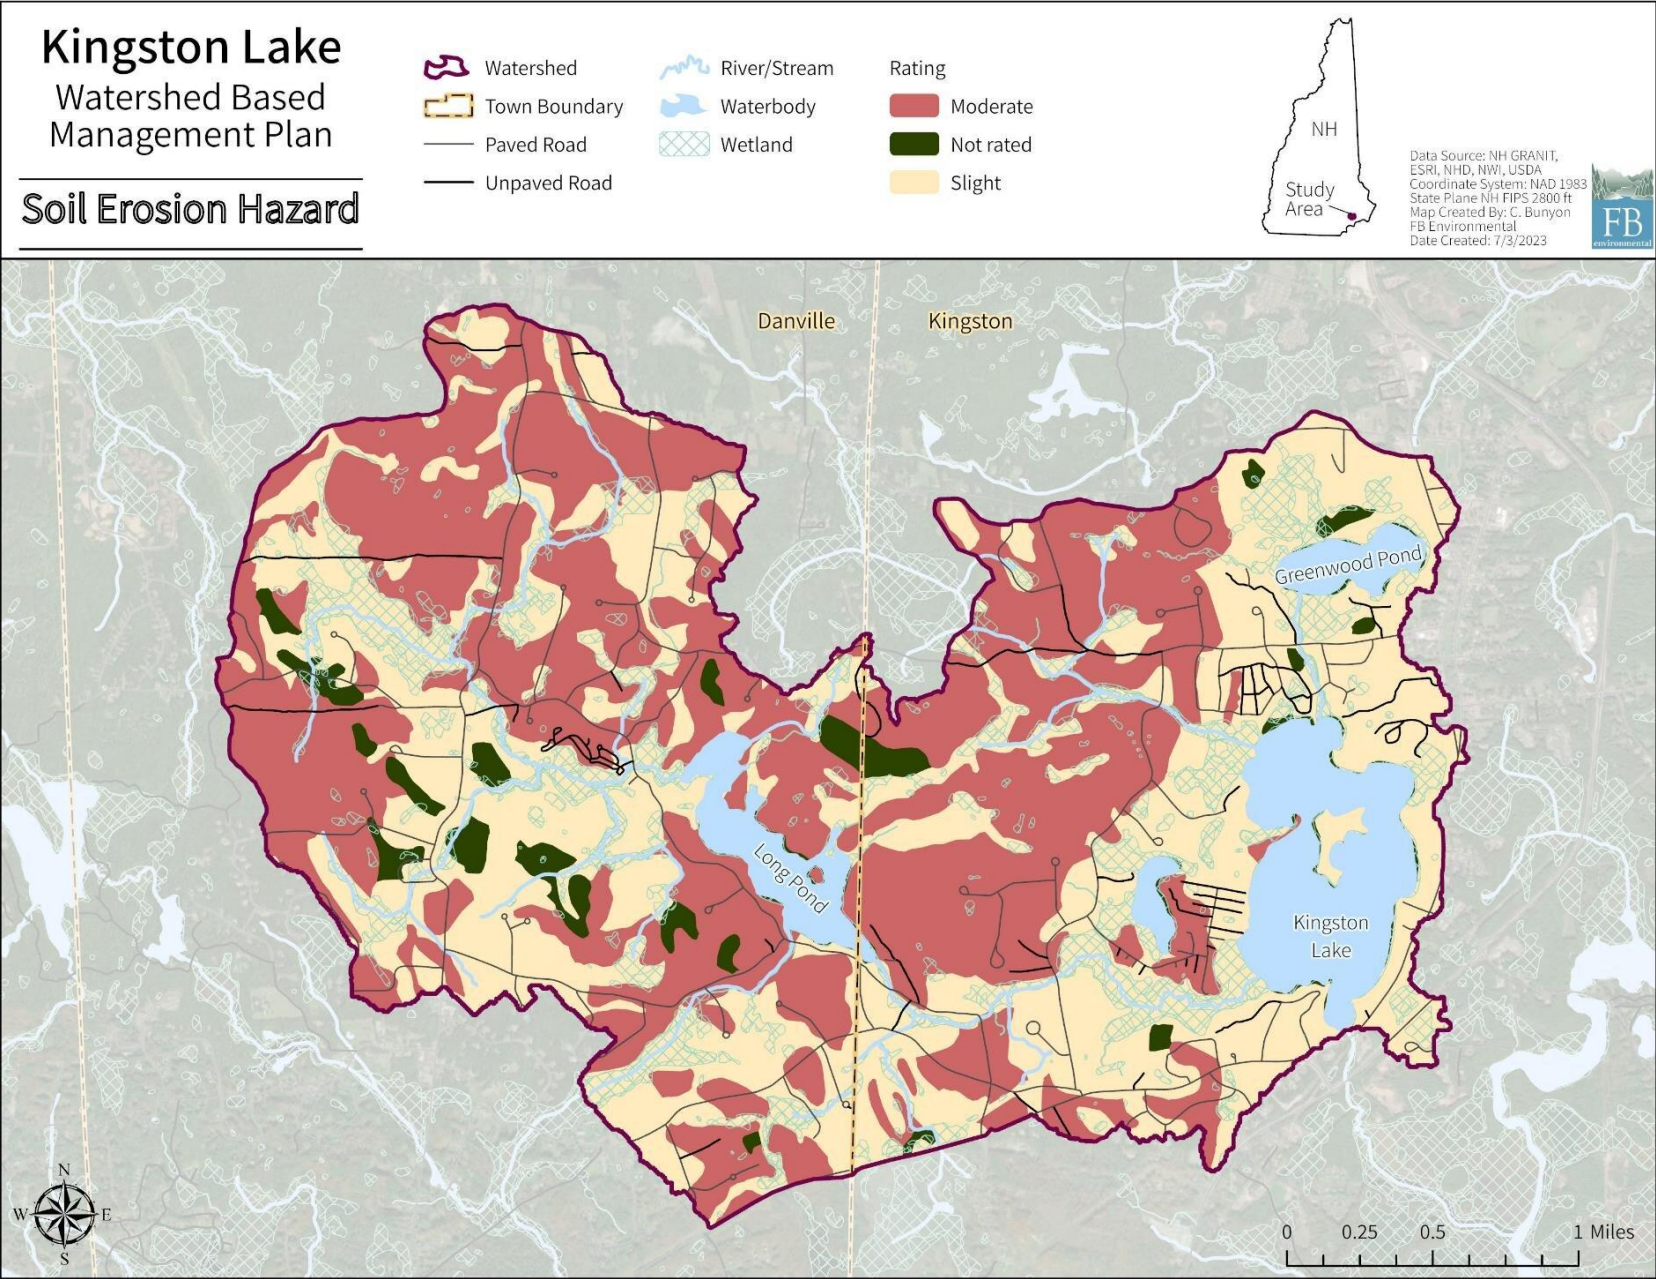 Kingston Lake
Watershed Based
Management Plan
Soil Erosion Hazard
Watershed
Town Boundary
Paved Road
Unpaved Road
River/Stream
Waterbody
Wetland
Rating
Moderate
Not rated
Slight
NH
Study
Area
Data Source: NH GRANIT,
ESRI, NHD, NWI, USDA
Coordinate System: NAD 1983
State Plane NH FIPS 2800 ft
Map Created By: C. Bunyon
FB Environmental
Date Created: 7/3/2023
FB
environmental
Danville
Kingston
Greenwood Pond
Long Pond
Kingston
Lake
N
W
E
S
0 0.25 0.5 1 Miles